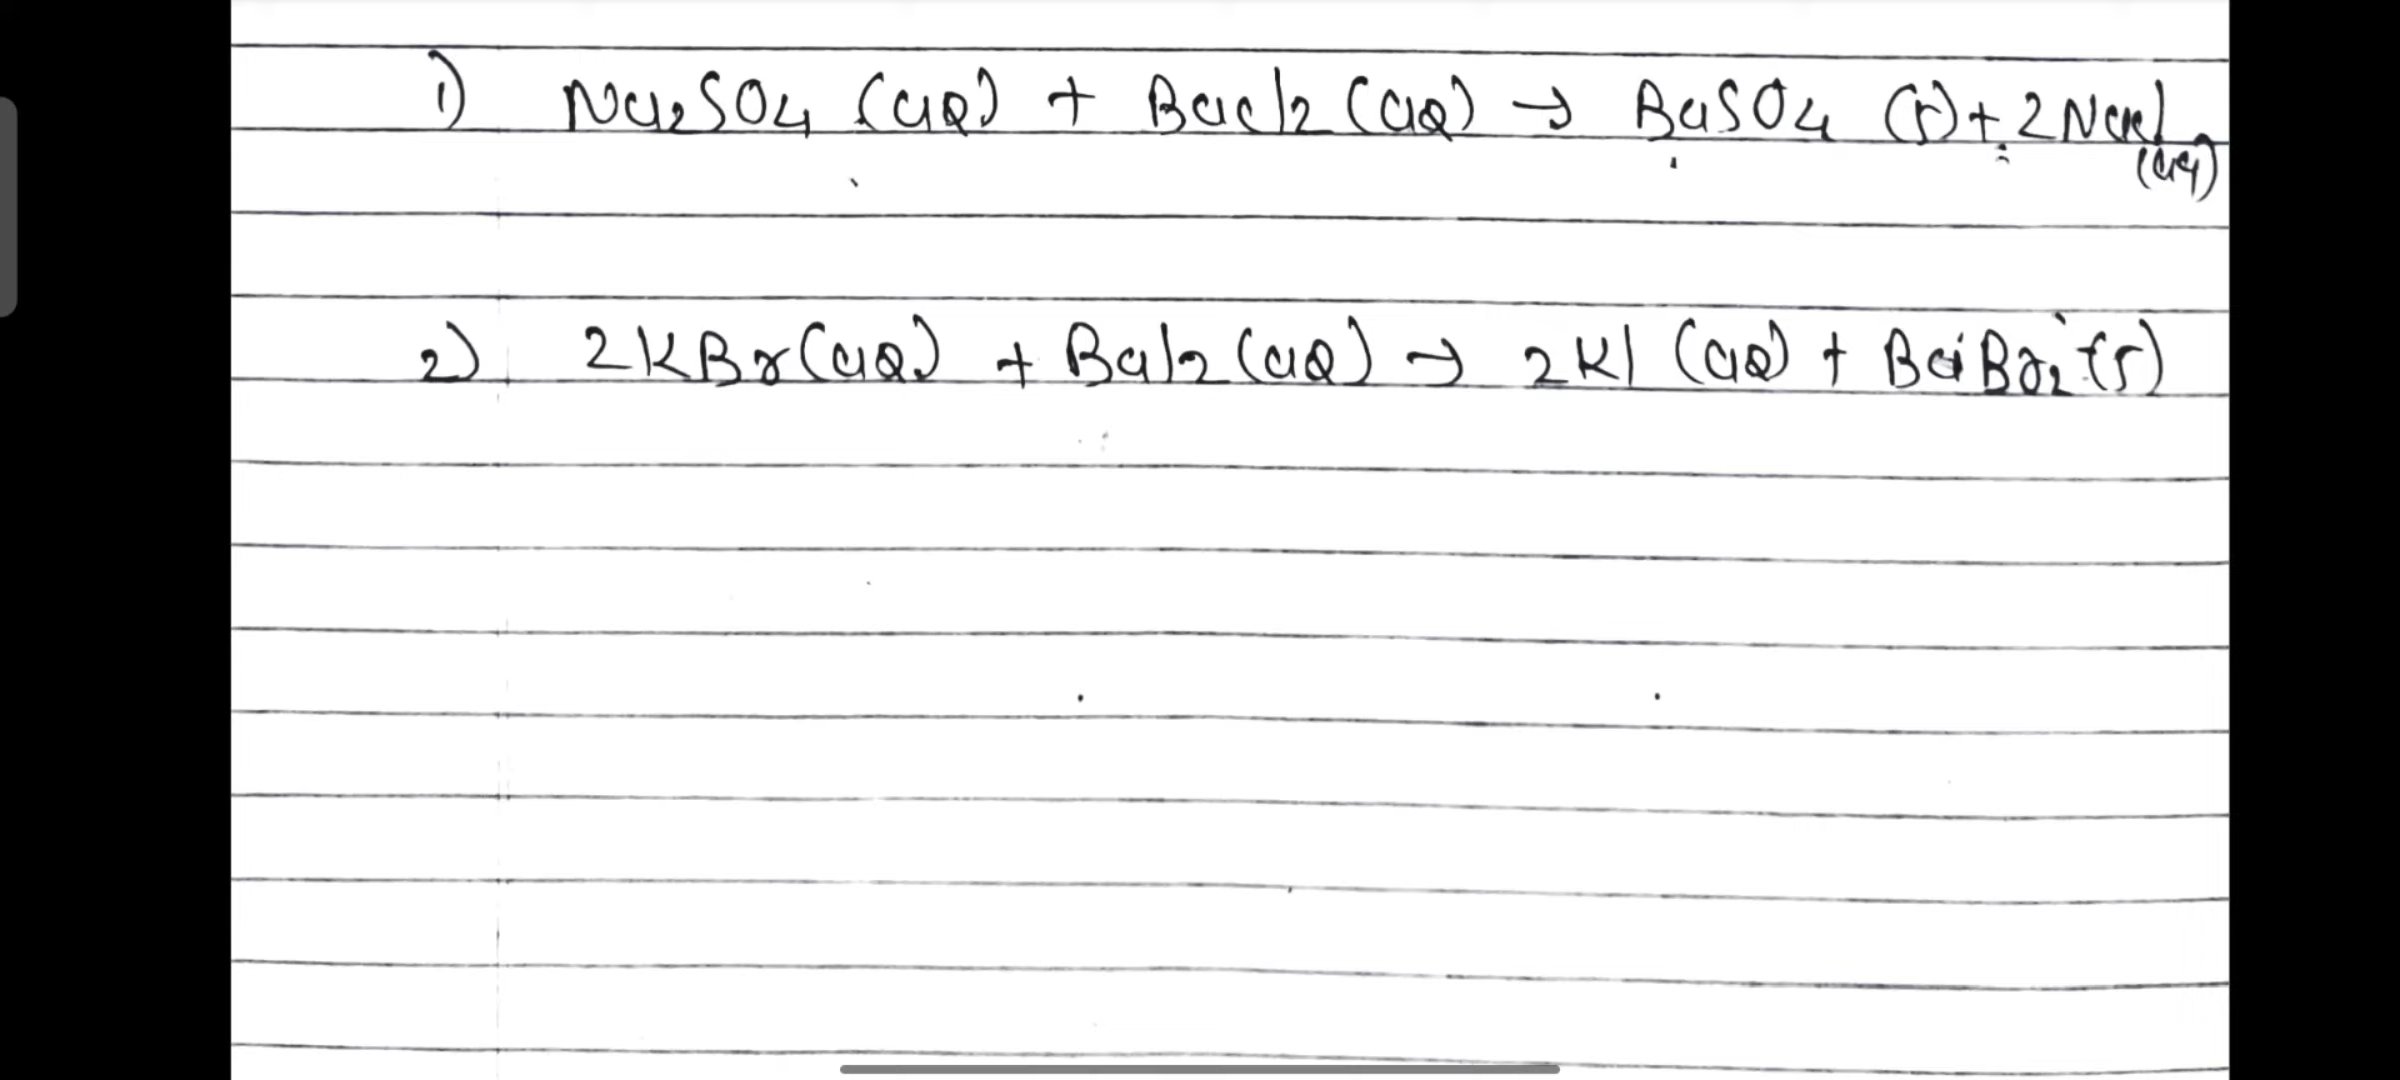 1) Na2SO4 (aq) + BaCl2 (aq) → BaSO4 (s) + 2NaCl (aq)
2) 2KBr (aq) + BaI2 (aq) → 2KI (aq) + BaBr2 (s)